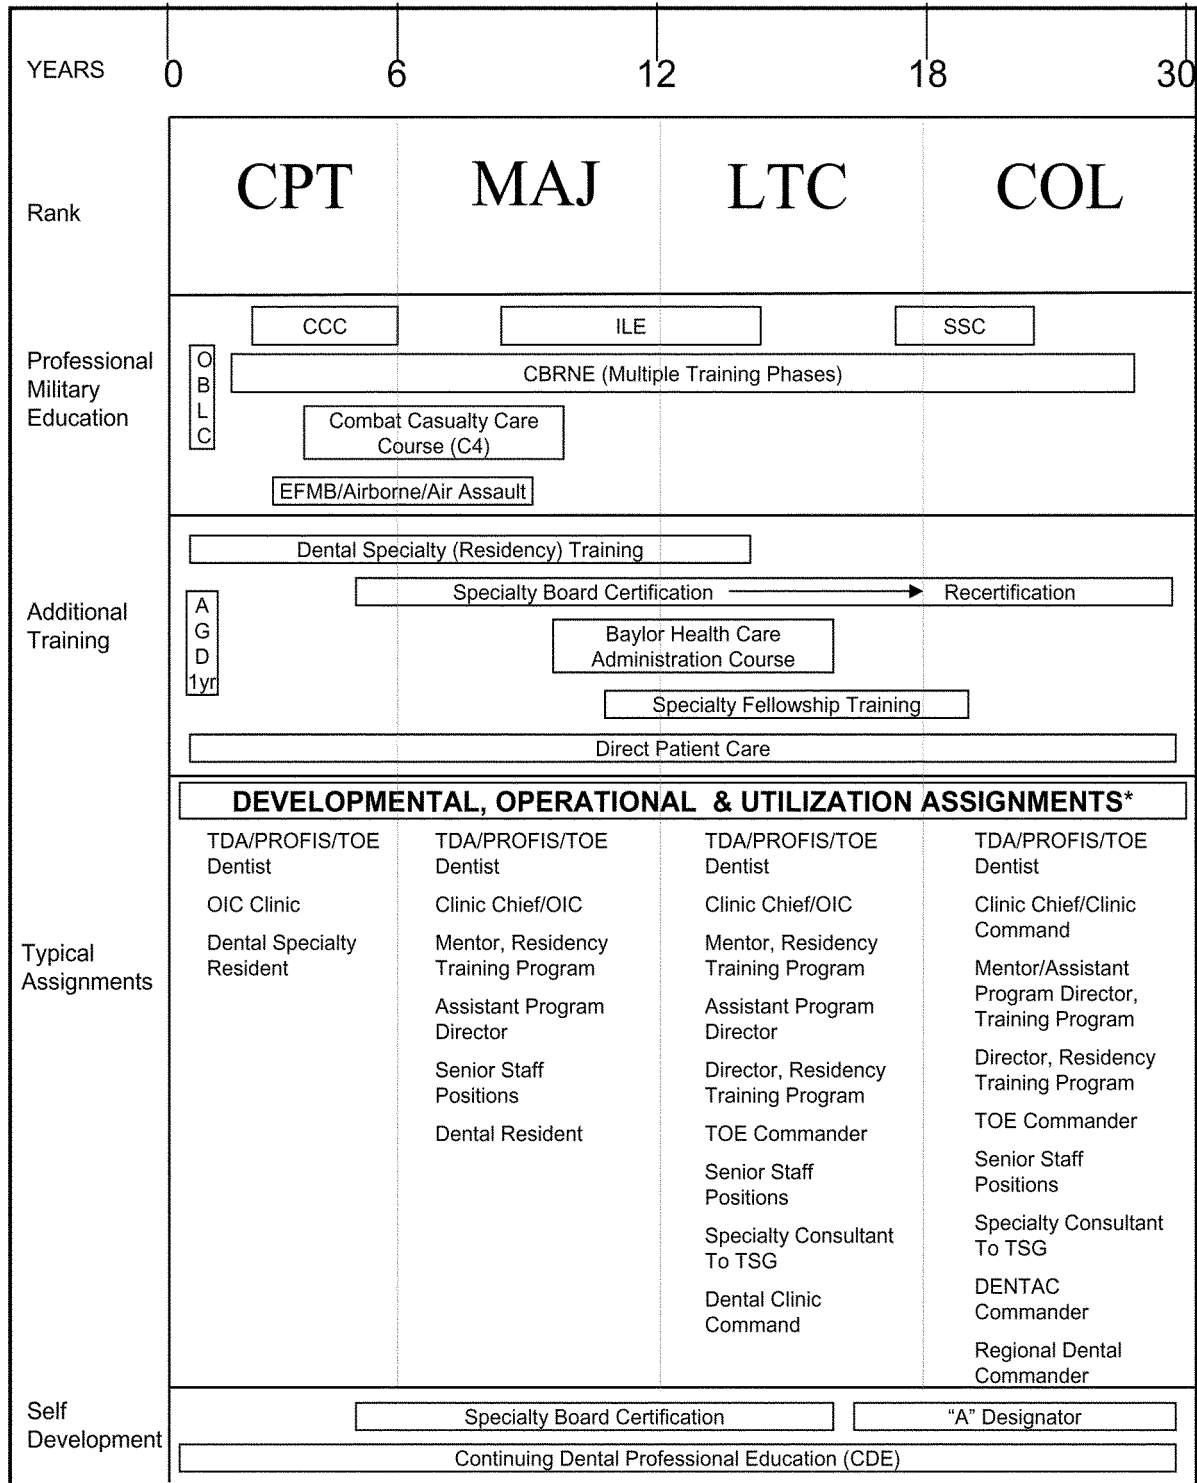 YEARS 0 6 12 18 30
Rank
CPT MAJ LTC COL
Professional
Military
Education
CCC ILE SSC
O
B
L
C
CBRNE (Multiple Training Phases)
Combat Casualty Care
Course (C4)
EFMB/Airborne/Air Assault
Additional
Training
Dental Specialty (Residency) Training
Specialty Board Certification Recertification
A
G
D
1yr
Baylor Health Care
Administration Course
Specialty Fellowship Training
Direct Patient Care
Typical
Assignments
DEVELOPMENTAL, OPERATIONAL & UTILIZATION ASSIGNMENTS*
TDA/PROFIS/TOE
Dentist
OIC Clinic
Dental Specialty
Resident
TDA/PROFIS/TOE
Dentist
Clinic Chief/OIC
Mentor, Residency
Training Program
Assistant Program
Director
Senior Staff
Positions
Dental Resident
TDA/PROFIS/TOE
Dentist
Clinic Chief/OIC
Mentor, Residency
Training Program
Assistant Program
Director
Director, Residency
Training Program
TOE Commander
Senior Staff
Positions
Specialty Consultant
To TSG
Dental Clinic
Command
TDA/PROFIS/TOE
Dentist
Clinic Chief/Clinic
Command
Mentor/Assistant
Program Director,
Training Program
Director, Residency
Training Program
TOE Commander
Senior Staff
Positions
Specialty Consultant
To TSG
DENTAC
Commander
Regional Dental
Commander
Self
Development
Specialty Board Certification "A" Designator
Continuing Dental Professional Education (CDE)